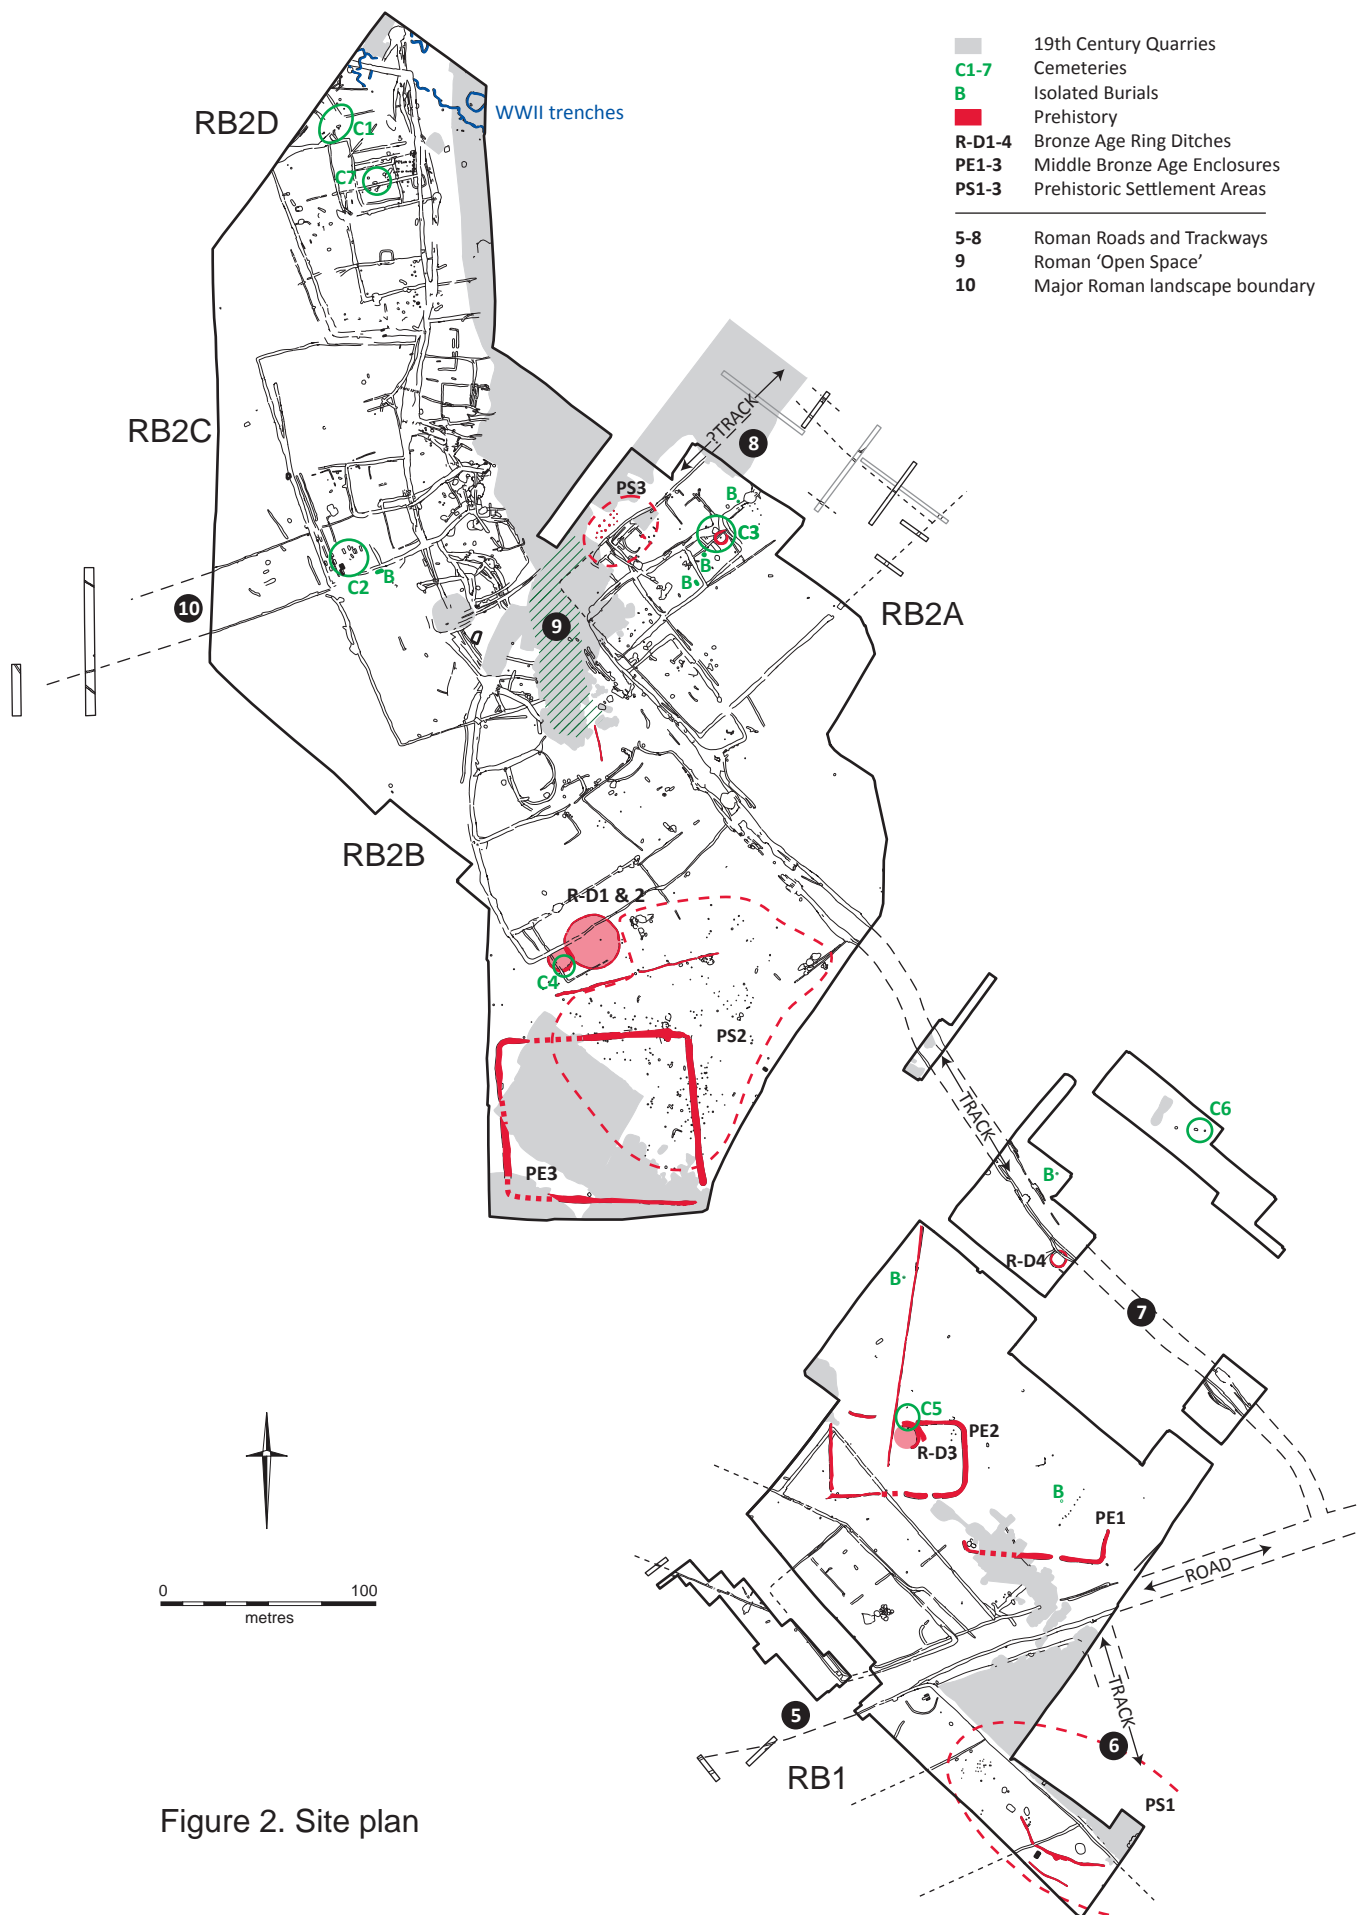 19th Century Quarries
C1-7 Cemeteries
B Isolated Burials
Prehistory
R-D1-4 Bronze Age Ring Ditches
PE1-3 Middle Bronze Age Enclosures
PS1-3 Prehistoric Settlement Areas
5-8 Roman Roads and Trackways
9 Roman ‘Open Space’
10 Major Roman landscape boundary
WWII trenches
RB2D
C1
C7
RB2C
?TRACK
8
PS3
B
C3
B
B
C2
B
10
9
RB2A
RB2B
R-D1 & 2
C4
PS2
PE3
TRACK
C6
B
R-D4
B
7
C5
PE2
R-D3
B
PE1
ROAD
0 100
metres
TRACK
5
6
RB1
PS1
Figure 2. Site plan